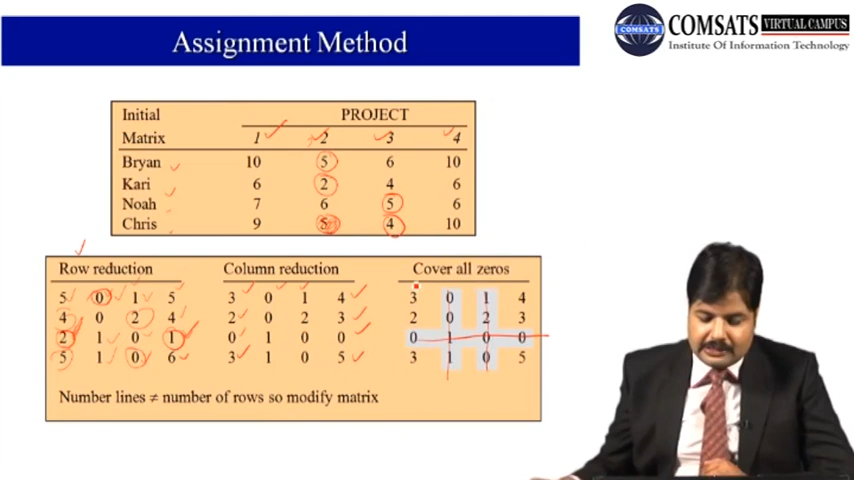 Assignment Method
COMSATS
COMSATS VIRTUAL CAMPUS
Institute Of Information Technology
Initial PROJECT
Matrix 1 2 3 4
Bryan 10 5 6 10
Kari 6 2 4 6
Noah 7 6 5 6
Chris 9 5 4 10
Row reduction Column reduction Cover all zeros
5 0 1 5 3 0 1 4 3 0 1 4
4 0 2 4 2 0 2 3 2 0 2 3
2 1 0 1 0 1 0 0 0 1 0 0
5 1 0 6 3 1 0 5 3 1 0 5
Number lines ≠ number of rows so modify matrix